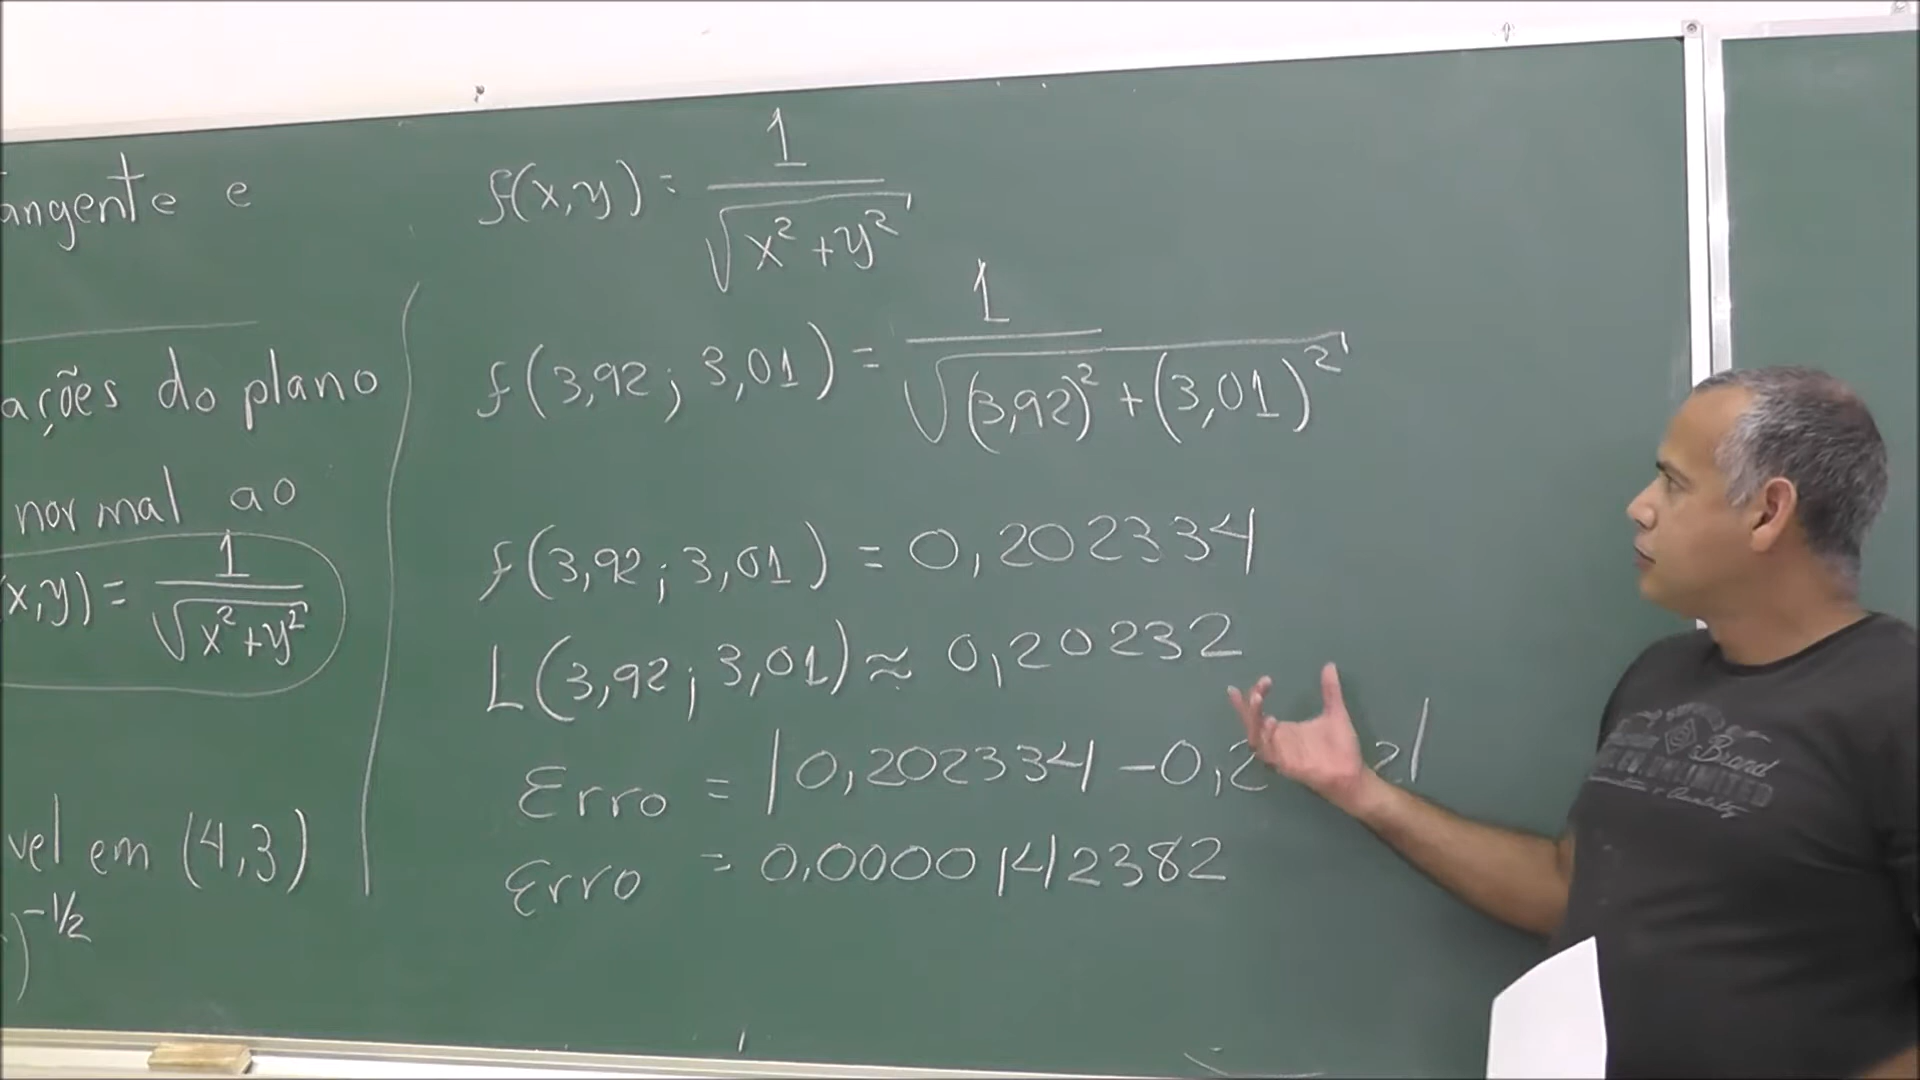 angente e
ações do plano
normal ao
(x,y) = 1/√(x²+y²)
vel em (4,3)
)^(-1/2)
f(x,y) = 1/√(x²+y²)
f(3,92; 3,01) = 1/√((3,92)²+(3,01)²)
f(3,92; 3,01) = 0,202334
L(3,92; 3,01) ≈ 0,20232
Erro = |0,202334 - 0,2 2|
Erro = 0,0000142382
Brand